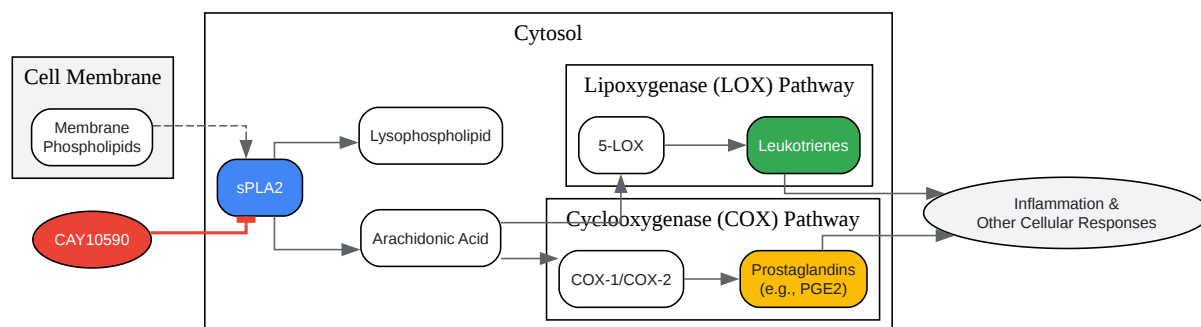 Cytosol
Cell Membrane
Membrane
Phospholipids
CAY10590
sPLA2
Lysophospholipid
Arachidonic Acid
Lipoxygenase (LOX) Pathway
5-LOX
Leukotrienes
Cyclooxygenase (COX) Pathway
COX-1/COX-2
Prostaglandins
(e.g., PGE2)
Inflammation &
Other Cellular Responses